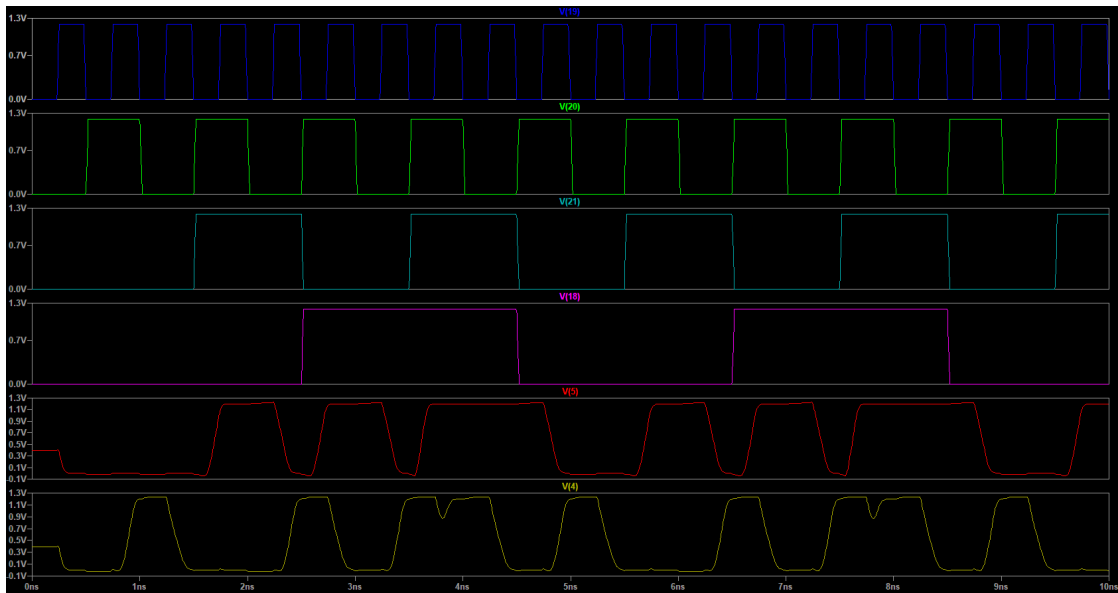 V(19)
1.3V
0.7V
0.0V
V(20)
1.3V
0.7V
0.0V
V(21)
1.3V
0.7V
0.0V
V(18)
1.3V
0.7V
0.0V
V(5)
1.3V
1.1V
0.9V
0.7V
0.5V
0.3V
0.1V
-0.1V
V(4)
1.3V
1.1V
0.9V
0.7V
0.5V
0.3V
0.1V
-0.1V
0ns 1ns 2ns 3ns 4ns 5ns 6ns 7ns 8ns 9ns 10ns